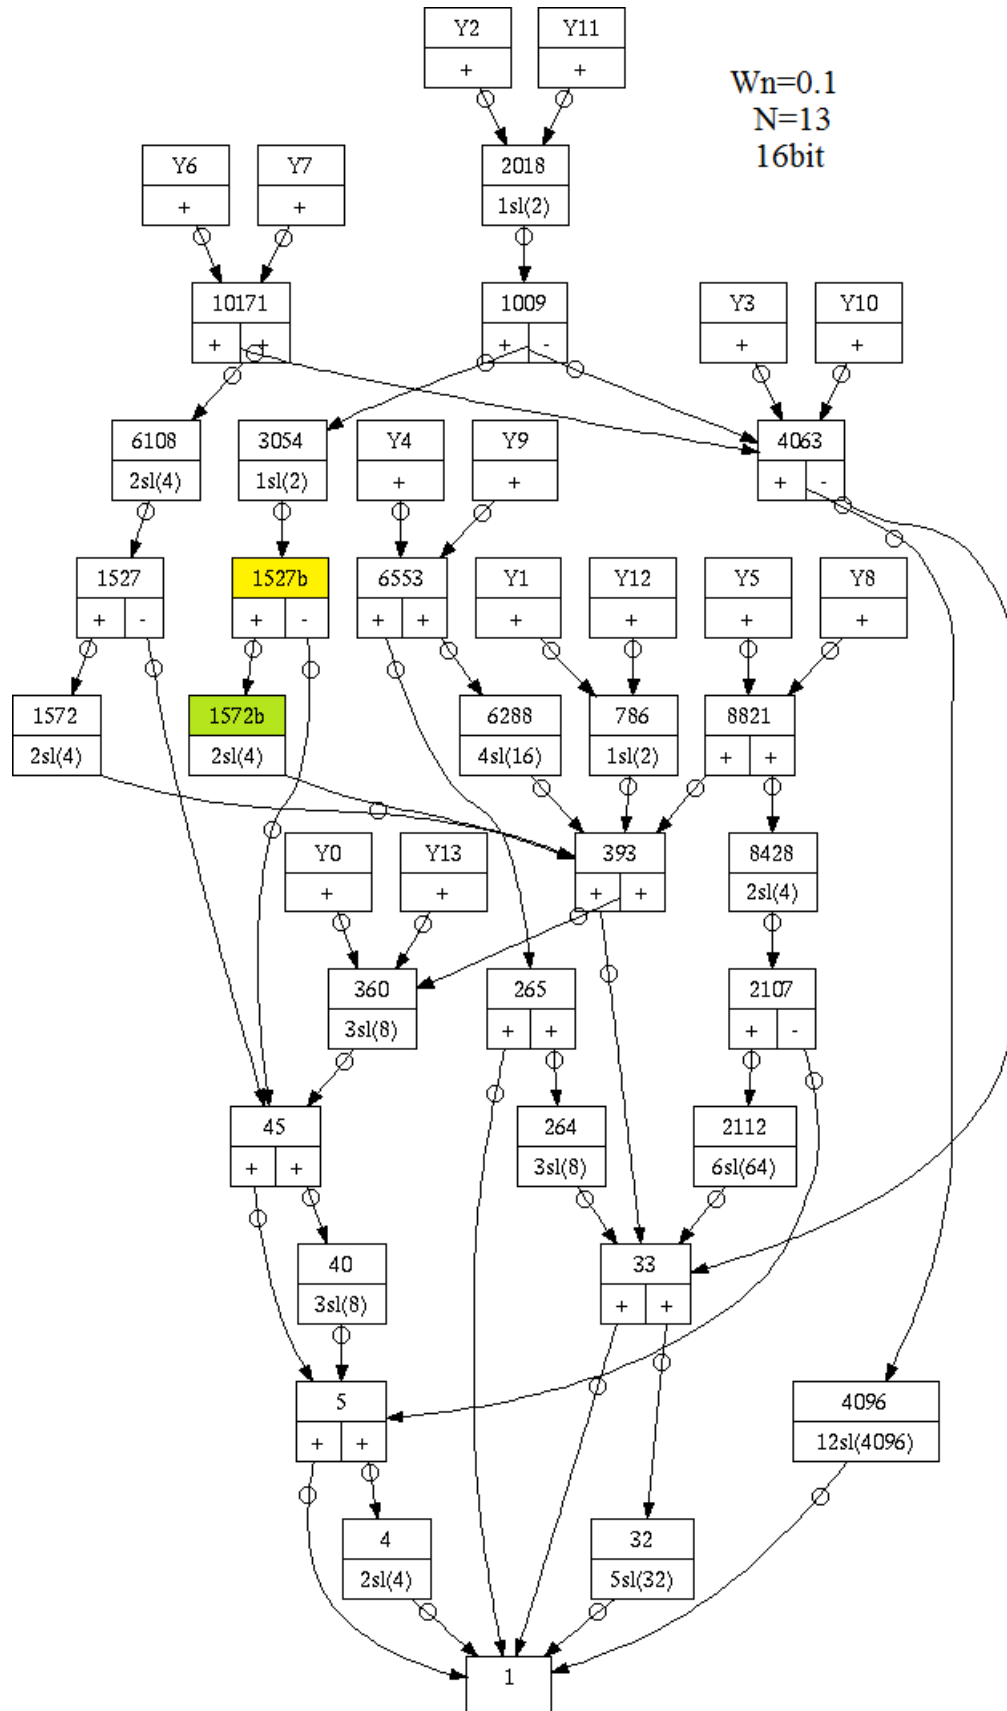 Y2 Y11
+ +
Wn=0.1
N=13
16bit
Y6 Y7 2018
+ + 1sl(2)
10171 1009 Y3 Y10
+ + + - + +
6108 3054 Y4 Y9 4063
2sl(4) 1sl(2) + + + -
1527 1527b 6553 Y1 Y12 Y5 Y8
+ - + - + + + + + +
1572 1572b 6288 786 8821
2sl(4) 2sl(4) 4sl(16) 1sl(2) + +
Y0 Y13 393 8428
+ + + + 2sl(4)
360 265 2107
3sl(8) + + + -
45 264 2112
+ + 3sl(8) 6sl(64)
40 33
3sl(8) + +
5 4096
+ + 12sl(4096)
4 32
2sl(4) 5sl(32)
1